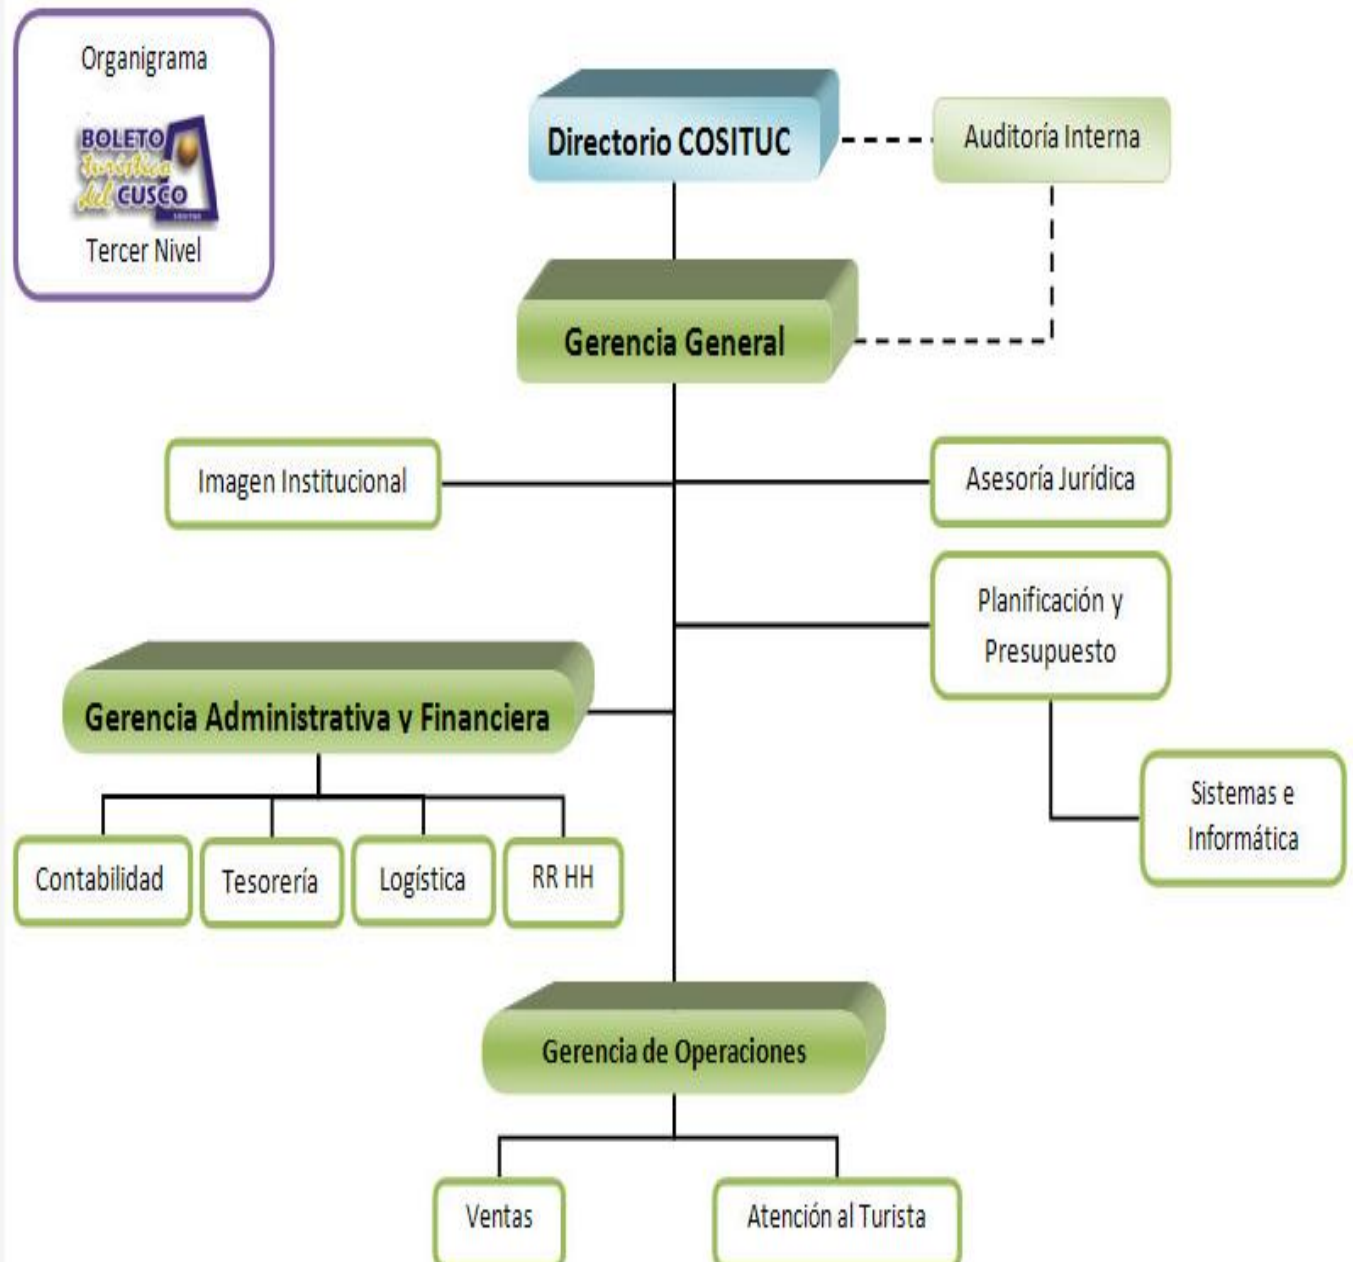 Organigrama
BOLETO
Turístico
del CUSCO
COSITUC
Tercer Nivel
Directorio COSITUC
Auditoría Interna
Gerencia General
Imagen Institucional
Asesoría Jurídica
Planificación y
Presupuesto
Gerencia Administrativa y Financiera
Sistemas e
Informática
Contabilidad
Tesorería
Logística
RR HH
Gerencia de Operaciones
Ventas
Atención al Turista